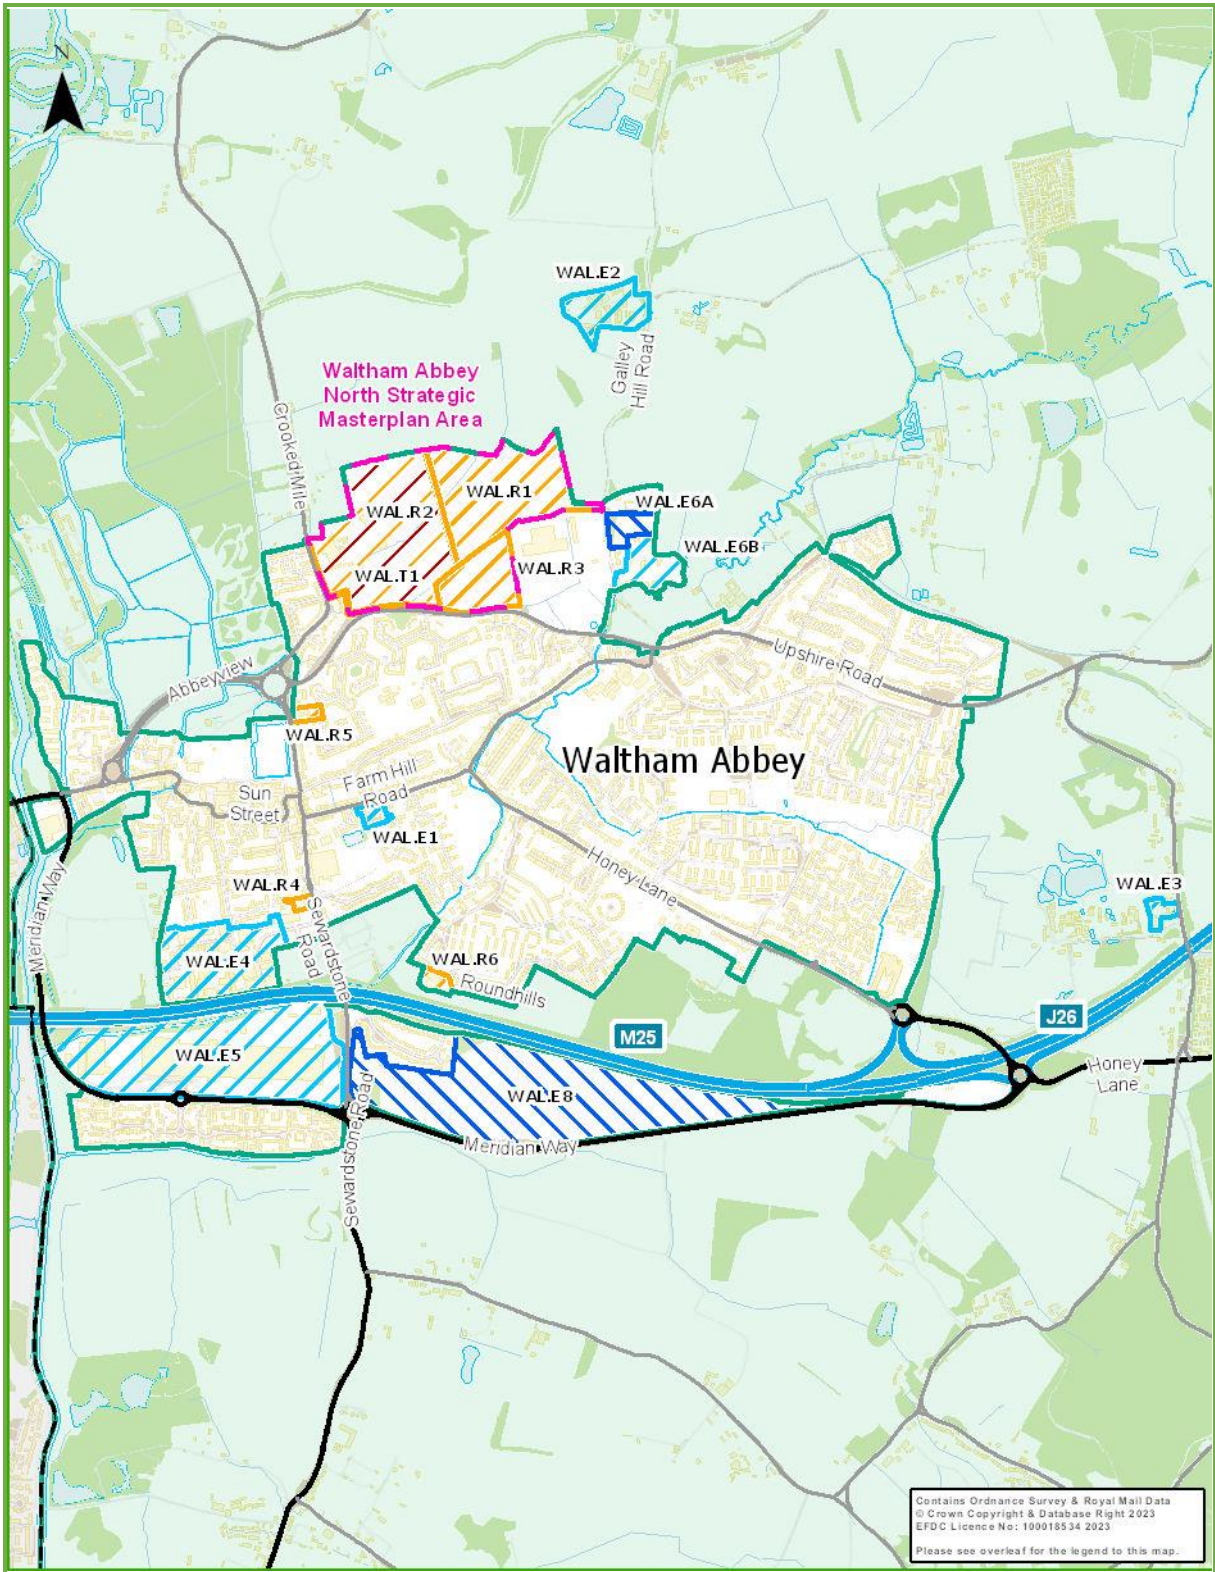 N
WAL.E2
Galley
Hill Road
Waltham Abbey
North Strategic
Masterplan Area
Crooked Mile
WAL.R1
WAL.R2
WAL.E6A
WAL.E6B
WAL.R3
WAL.T1
Upshire Road
Abbeyview
WAL.R5
Waltham Abbey
Farm Hill
Road
Sun
Street
WAL.E1
Honey Lane
WAL.R4
WAL.E3
Meridian Way
Sewardstone
Road
WAL.E4
WAL.R6
Roundhills
J26
M25
WAL.E5
Honey
Lane
WAL.E8
Meridian Way
Sewardstone Road
Contains Ordnance Survey & Royal Mail Data
© Crown Copyright & Database Right 2023
EFDC Licence No: 100018534 2023
Please see overleaf for the legend to this map.